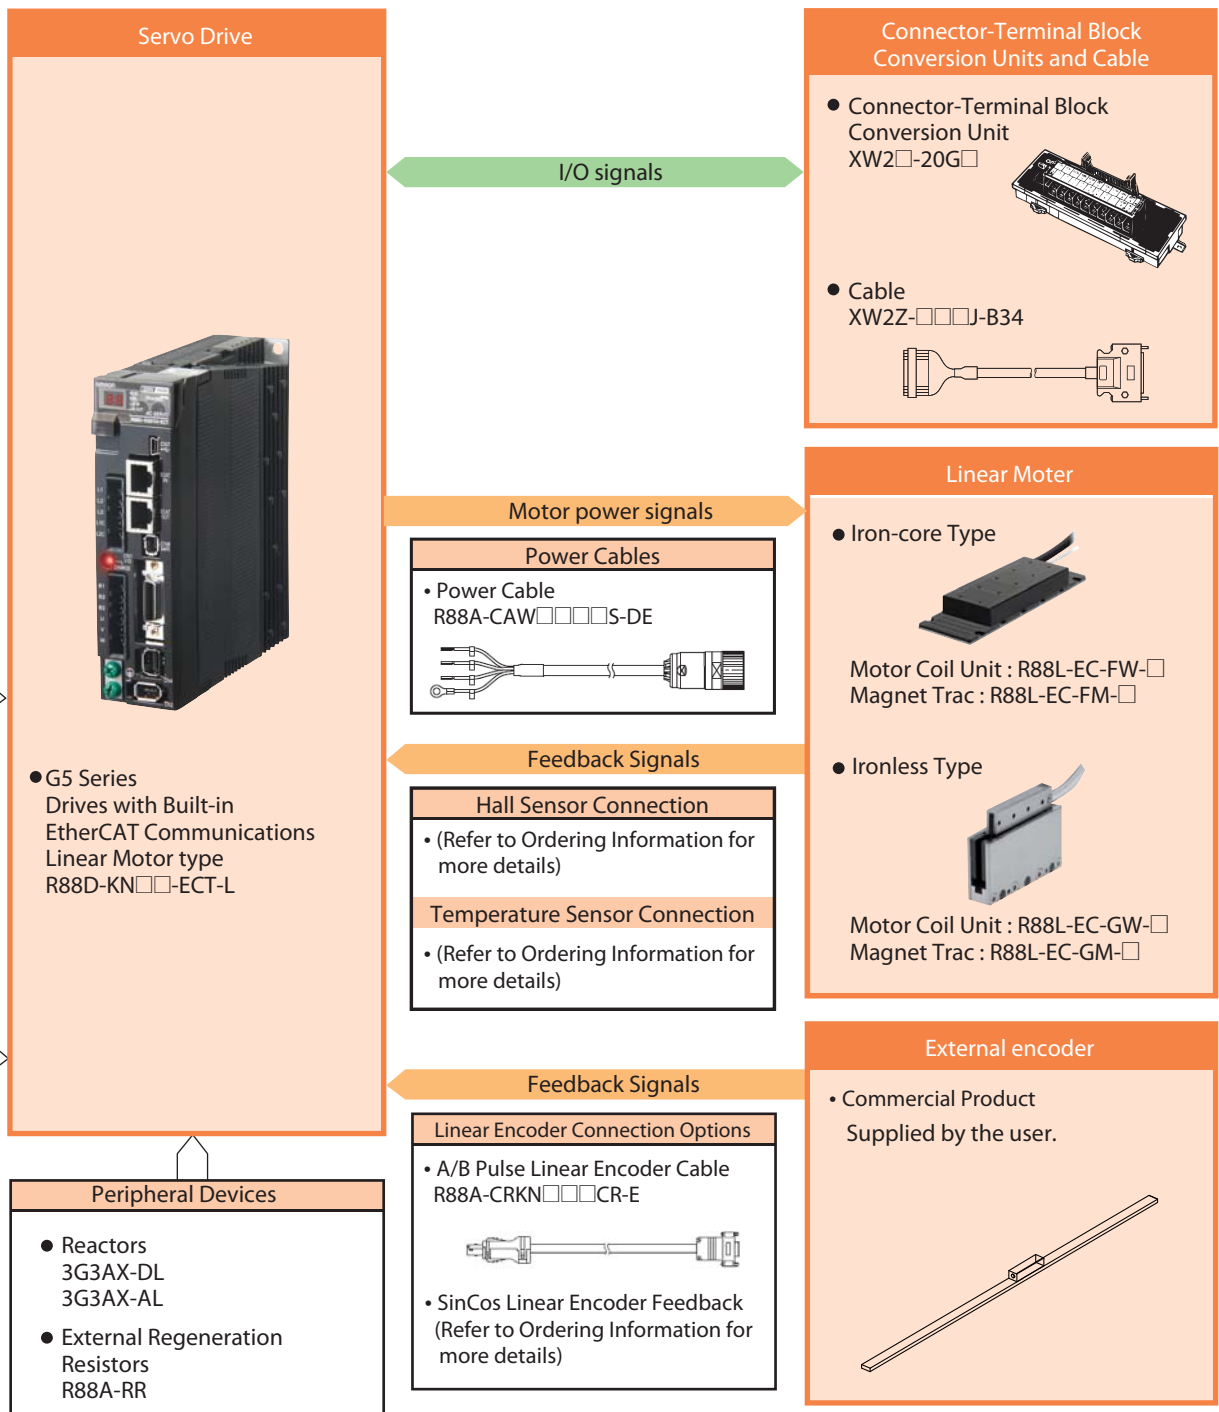 Servo Drive
G5 Series
Drives with Built-in
EtherCAT Communications
Linear Motor type
R88D-KN□□-ECT-L
Peripheral Devices
Reactors
3G3AX-DL
3G3AX-AL
External Regeneration
Resistors
R88A-RR
I/O signals
Motor power signals
Power Cables
• Power Cable
R88A-CAW□□□□S-DE
Feedback Signals
Hall Sensor Connection
• (Refer to Ordering Information for
more details)
Temperature Sensor Connection
• (Refer to Ordering Information for
more details)
Feedback Signals
Linear Encoder Connection Options
• A/B Pulse Linear Encoder Cable
R88A-CRKN□□□CR-E
• SinCos Linear Encoder Feedback
(Refer to Ordering Information for
more details)
Connector-Terminal Block
Conversion Units and Cable
● Connector-Terminal Block
Conversion Unit
XW2□-20G□
● Cable
XW2Z-□□□J-B34
Linear Moter
● Iron-core Type
Motor Coil Unit : R88L-EC-FW-□
Magnet Trac : R88L-EC-FM-□
● Ironless Type
Motor Coil Unit : R88L-EC-GW-□
Magnet Trac : R88L-EC-GM-□
External encoder
• Commercial Product
Supplied by the user.